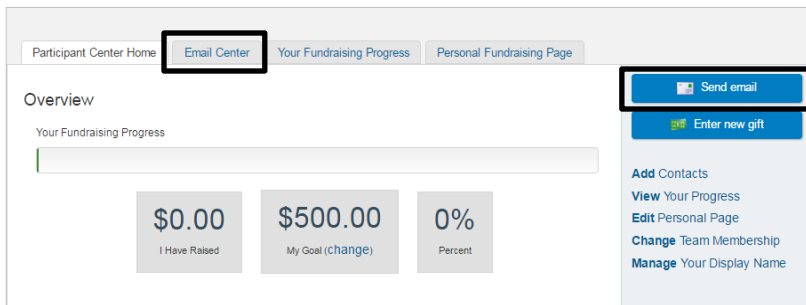 Participant Center Home Email Center Your Fundraising Progress Personal Fundraising Page
Overview
Your Fundraising Progress
$0.00
I Have Raised
$500.00
My Goal (change)
0%
Percent
Send email
Enter new gift
Add Contacts
View Your Progress
Edit Personal Page
Change Team Membership
Manage Your Display Name